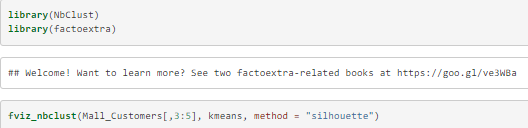 library(NbClust)
library(factoextra)
## Welcome! Want to learn more? See two factoextra-related books at https://goo.gl/ve3WBa
fviz_nbclust(Mall_Customers[,3:5], kmeans, method = "silhouette")